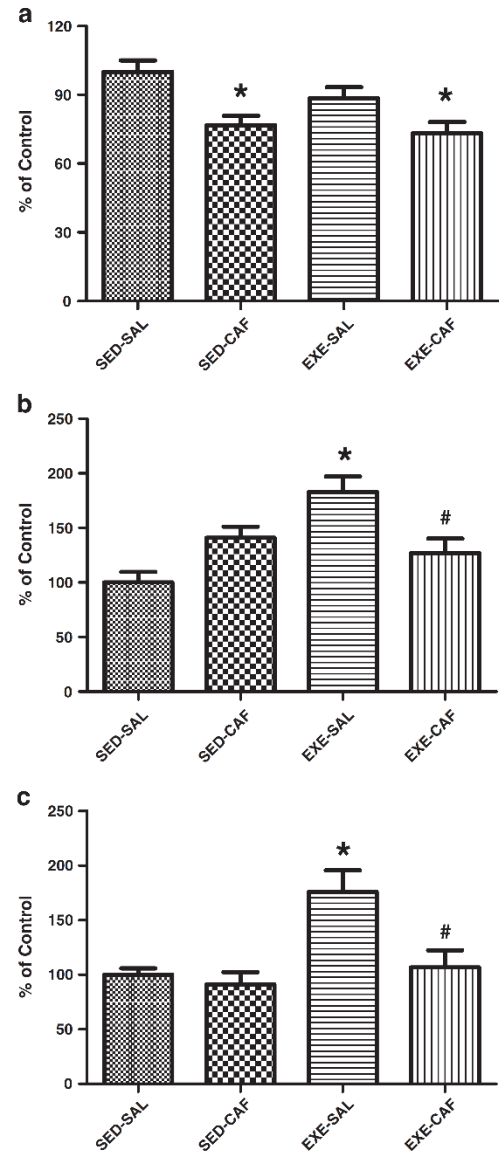 a
120
90
60
30
0
% of Control
*
*
SED-SAL
SED-CAF
EXE-SAL
EXE-CAF
b
250
200
150
100
50
0
% of Control
*
#
SED-SAL
SED-CAF
EXE-SAL
EXE-CAF
c
250
200
150
100
50
0
% of Control
*
#
SED-SAL
SED-CAF
EXE-SAL
EXE-CAF